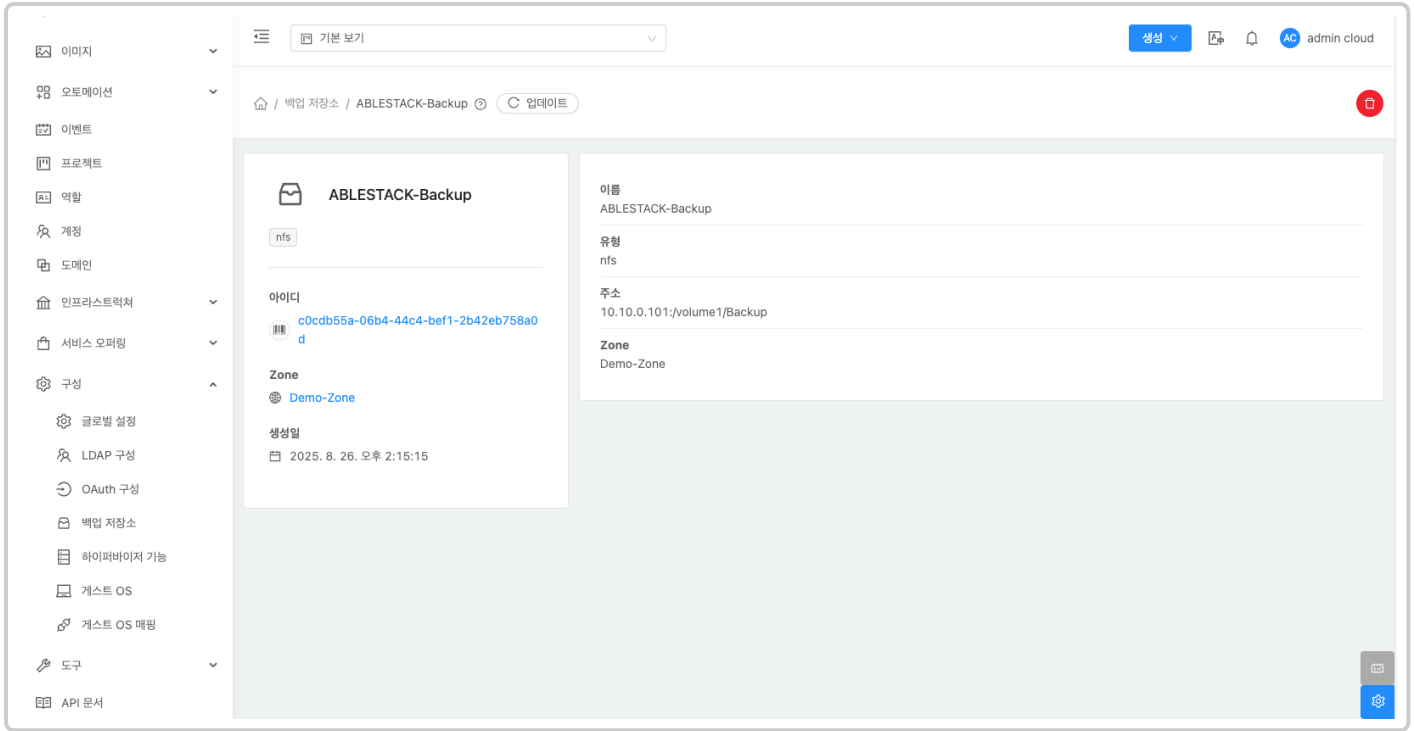 기본 보기
생성
AC
admin cloud
이미지
오토메이션
이벤트
프로젝트
역할
계정
도메인
인프라스트럭쳐
서비스 오퍼링
구성
글로벌 설정
LDAP 구성
OAuth 구성
백업 저장소
하이퍼바이저 기능
게스트 OS
게스트 OS 매핑
도구
API 문서
/ 백업 저장소 / ABLESTACK-Backup
업데이트
ABLESTACK-Backup
nfs
아이디
c0cdb55a-06b4-44c4-bef1-2b42eb758a0
d
Zone
Demo-Zone
생성일
2025. 8. 26. 오후 2:15:15
이름
ABLESTACK-Backup
유형
nfs
주소
10.10.0.101:/volume1/Backup
Zone
Demo-Zone